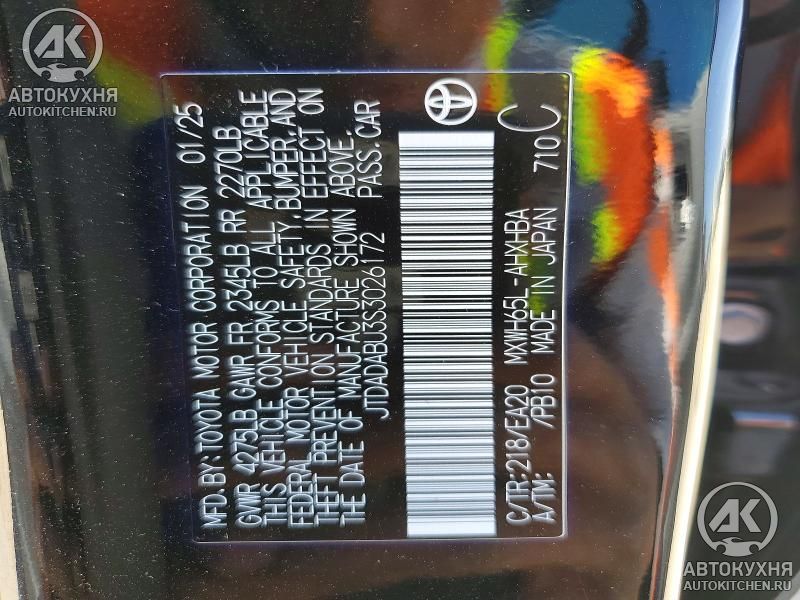 AK
АВТОКУХНЯ
AUTOKITCHEN.RU
MFD.BY: TOYOTA MOTOR CORPORATION 01/25
GVWR 4275LB GAWR FR. 2345LB RR 2270LB
THIS VEHICLE CONFORMS TO ALL APPLICABLE
FEDERAL MOTOR VEHICLE SAFETY,BUMPER,AND
THEFT PREVENTION STANDARDS IN EFFECT ON
THE DATE OF MANUFACTURE SHOWN ABOVE.
JTDADABU3S3026172 PASS.CAR
C/TR:218/EA20 MXWH65L-AHXHBA 710 C
A/TM: /PB10 MADE IN JAPAN
AK
АВТОКУХНЯ
AUTOKITCHEN.RU